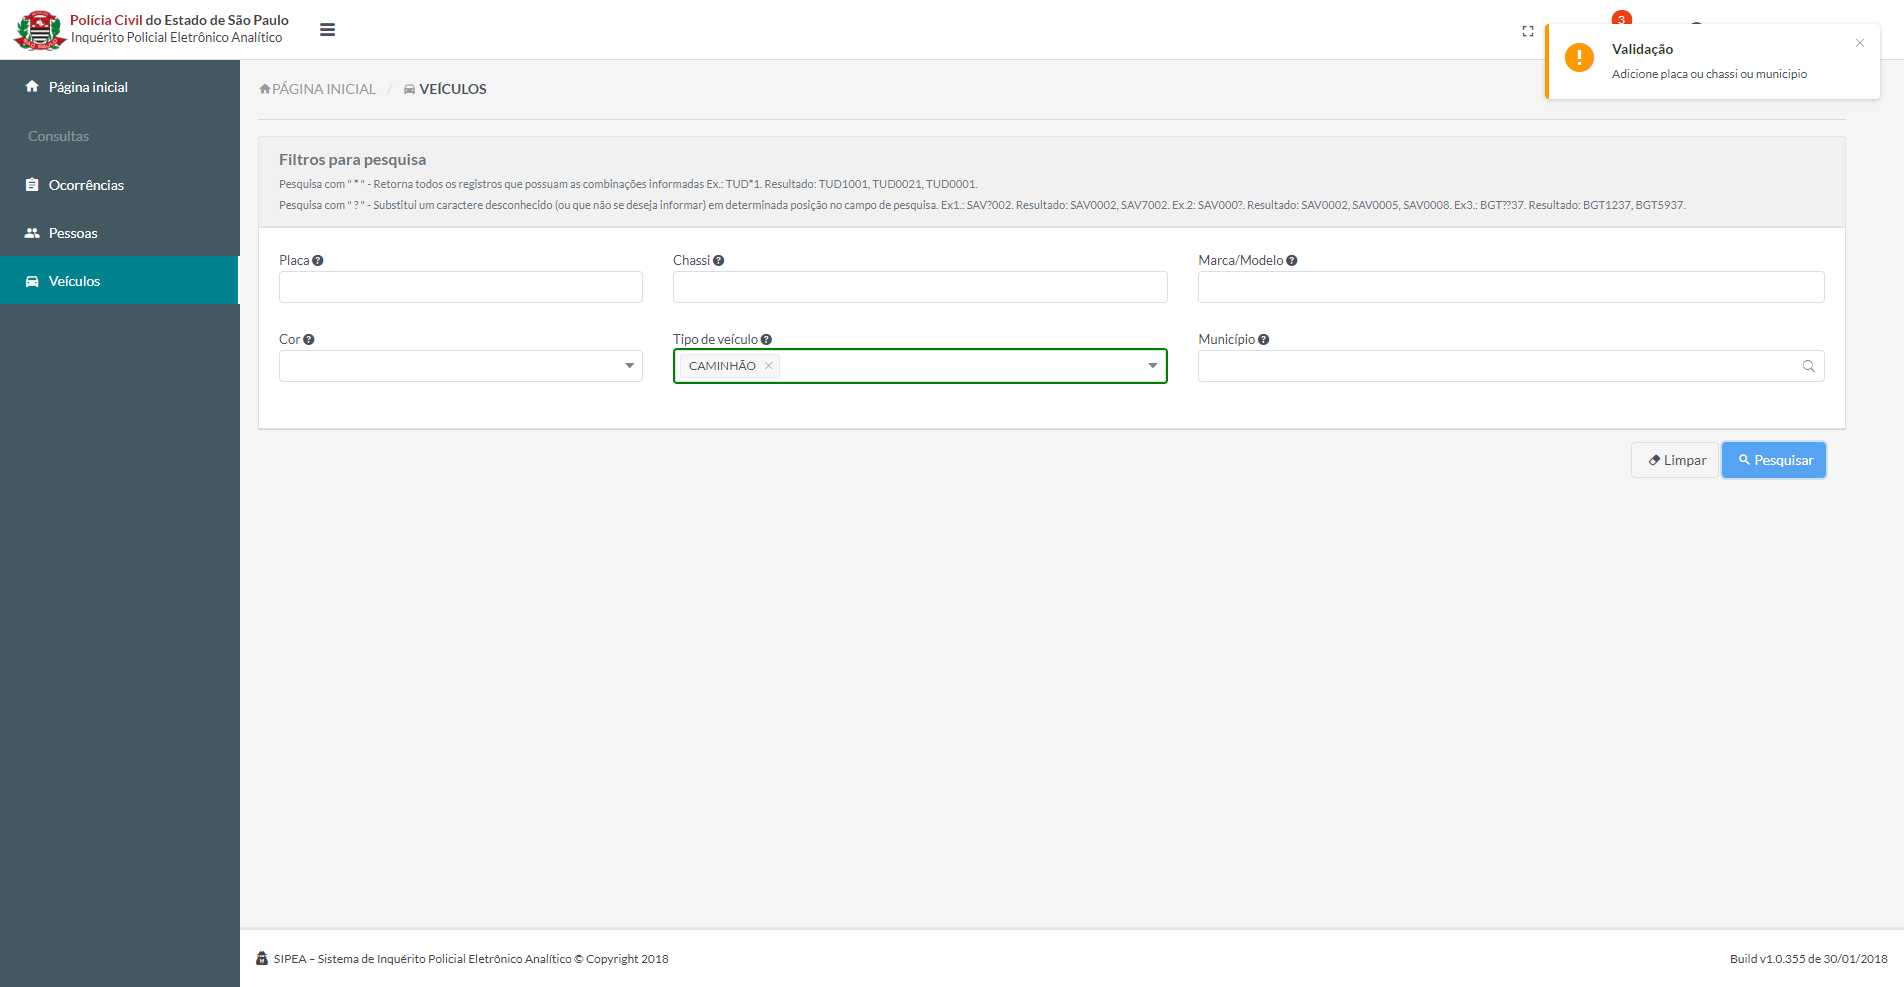 Polícia Civil do Estado de São Paulo
Inquérito Policial Eletrônico Analítico
3
Validação
Adicione placa ou chassi ou municipio
Página inicial
Consultas
Ocorrências
Pessoas
Veículos
PÁGINA INICIAL / VEÍCULOS
Filtros para pesquisa
Pesquisa com " * " - Retorna todos os registros que possuam as combinações informadas Ex.: TUD*1. Resultado: TUD1001, TUD0021, TUD0001.
Pesquisa com " ? " - Substitui um caractere desconhecido (ou que não se deseja informar) em determinada posição no campo de pesquisa. Ex1.: SAV?002. Resultado: SAV0002, SAV7002. Ex.2: SAV000?. Resultado: SAV0002, SAV0005, SAV0008. Ex3.: BGT??37. Resultado: BGT1237, BGT5937.
Placa
Chassi
Marca/Modelo
Cor
Tipo de veículo
Município
CAMINHÃO
Limpar
Pesquisar
SIPEA – Sistema de Inquérito Policial Eletrônico Analítico © Copyright 2018
Build v1.0.355 de 30/01/2018